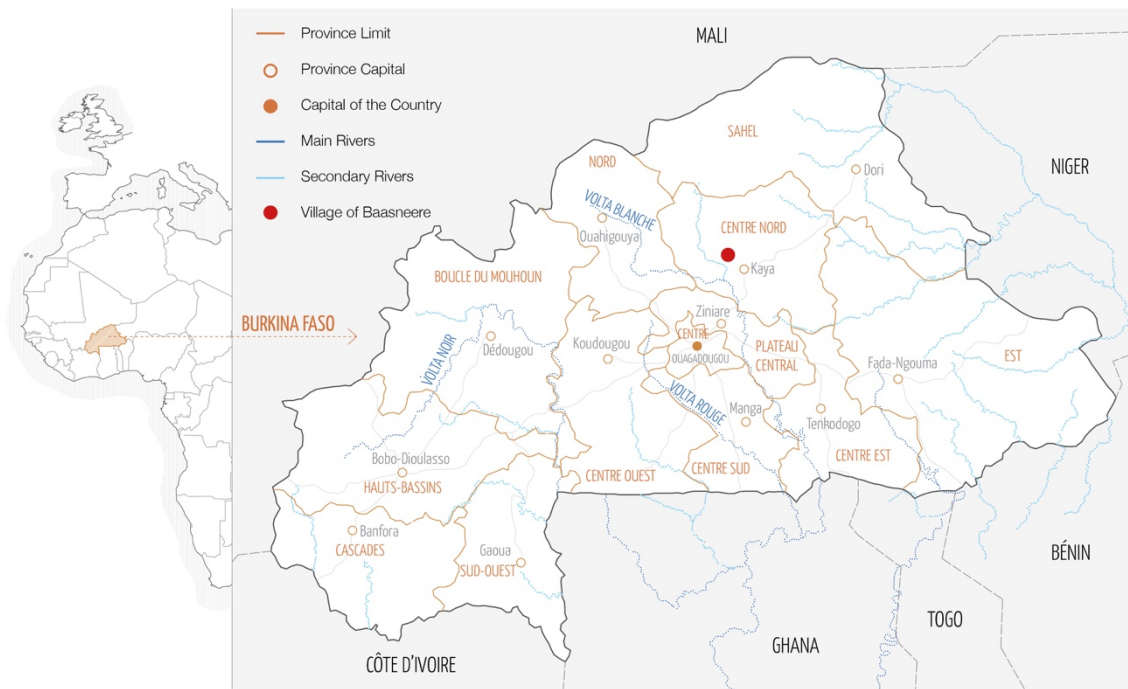 Province Limit
Province Capital
Capital of the Country
Main Rivers
Secondary Rivers
Village of Baasneere
BURKINA FASO
MALI
NIGER
BÉNIN
TOGO
GHANA
CÔTE D'IVOIRE
SAHEL
Dori
NORD
VOLTA BLANCHE
Ouahigouya
CENTRE NORD
Kaya
BOUCLE DU MOUHOUN
VOLTA NOIR
Dédougou
Koudougou
Ziniare
CENTRE
OUAGADOUGOU
PLATEAU
CENTRAL
EST
Fada-Ngouma
VOLTA ROUGE
Manga
Tenkodogo
CENTRE EST
CENTRE SUD
CENTRE OUEST
Bobo-Dioulasso
HAUTS-BASSINS
Banfora
CASCADES
Gaoua
SUD-OUEST